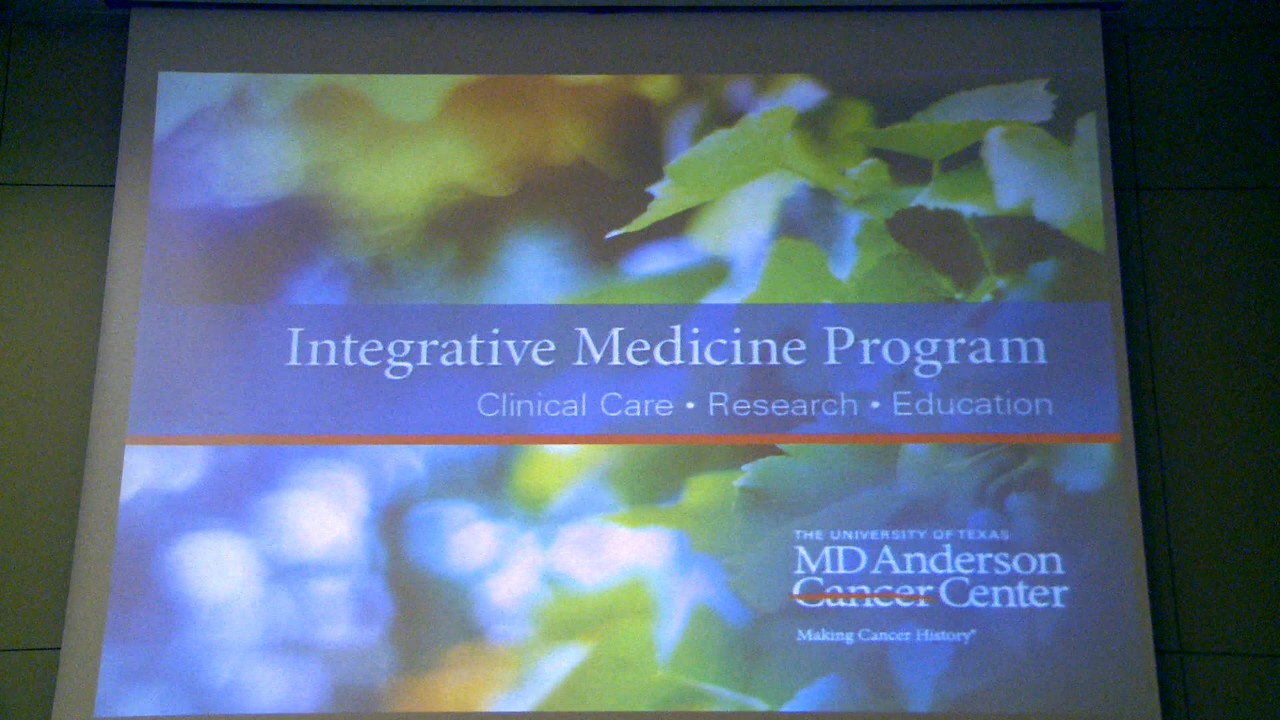 Integrative Medicine Program
Clinical Care • Research • Education
THE UNIVERSITY OF TEXAS
MD Anderson
Cancer Center
Making Cancer History®